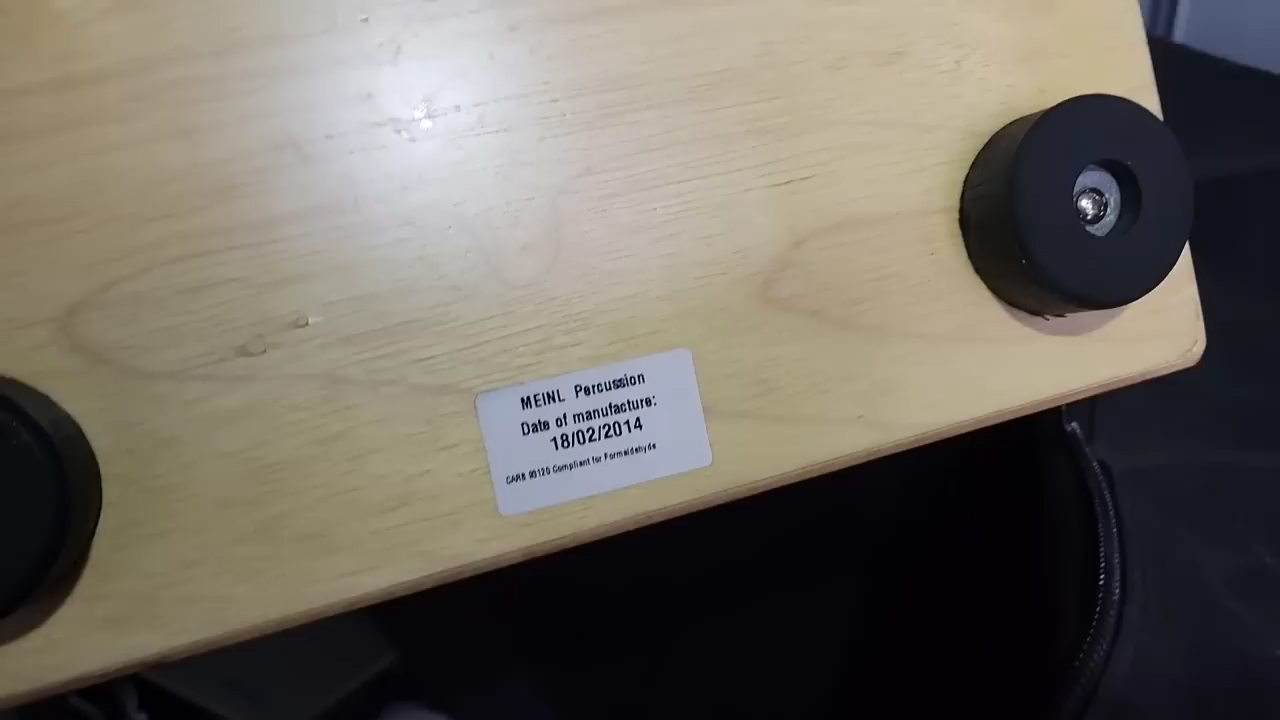 MEINL Percussion
Date of manufacture:
18/02/2014
CARB 93120 Compliant for Formaldehyde